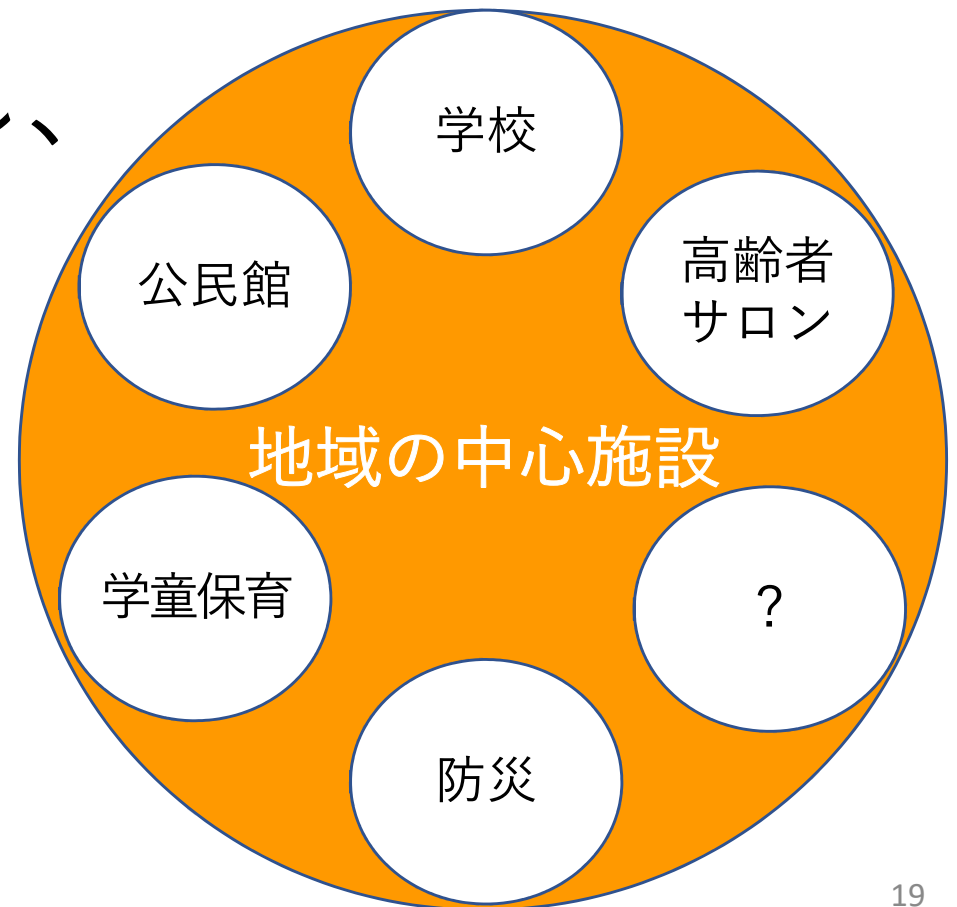 、
学校
公民館
高齢者
サロン
地域の中心施設
学童保育
?
防災
19